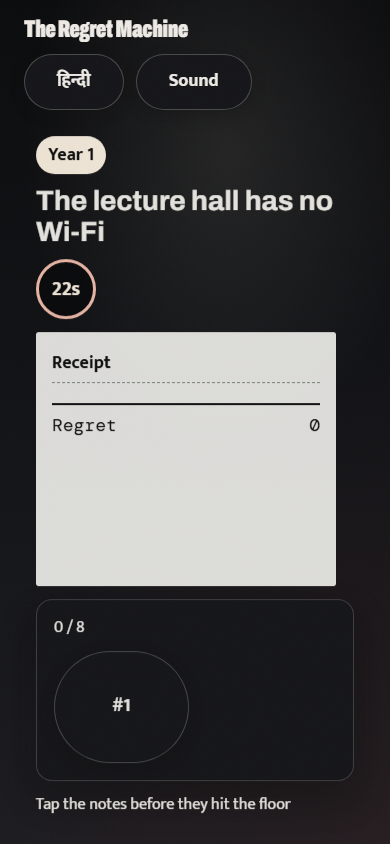 The Regret Machine
हिन्दी
Sound
Year 1
The lecture hall has no
Wi-Fi
22s
Receipt
Regret 0
0 / 8
#1
Tap the notes before they hit the floor